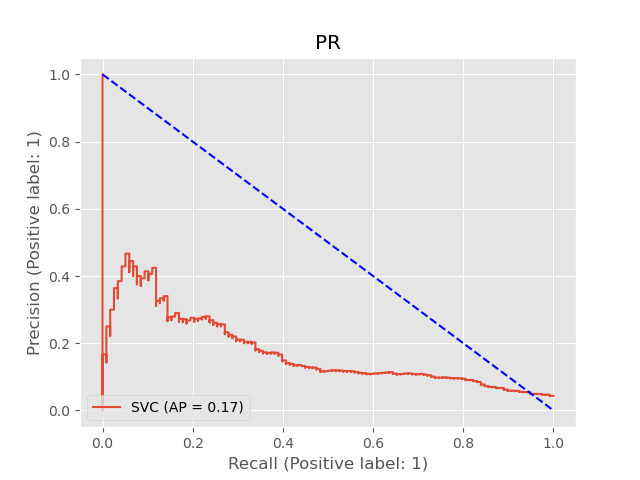 PR
Precision (Positive label: 1)
1.0
0.8
0.6
0.4
0.2
0.0
SVC (AP = 0.17)
0.0 0.2 0.4 0.6 0.8 1.0
Recall (Positive label: 1)